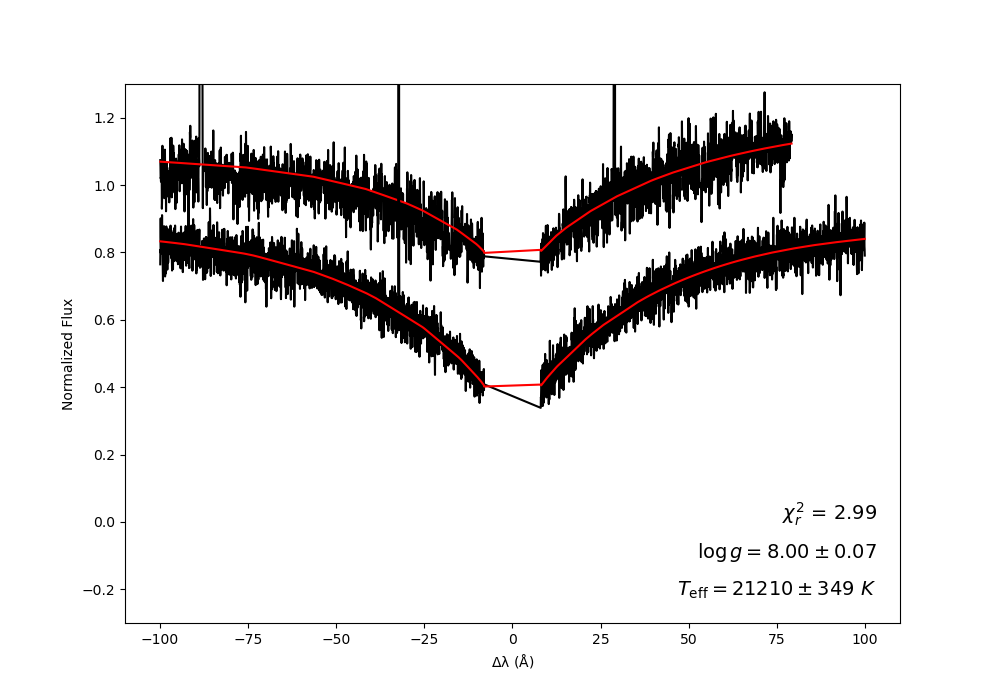 1.2
1.0
0.8
0.6
0.4
0.2
0.0
−0.2
Normalized Flux
χ_r^2 = 2.99
log g = 8.00 ± 0.07
T_eff = 21210 ± 349 K
−100 −75 −50 −25 0 25 50 75 100
Δλ (Å)